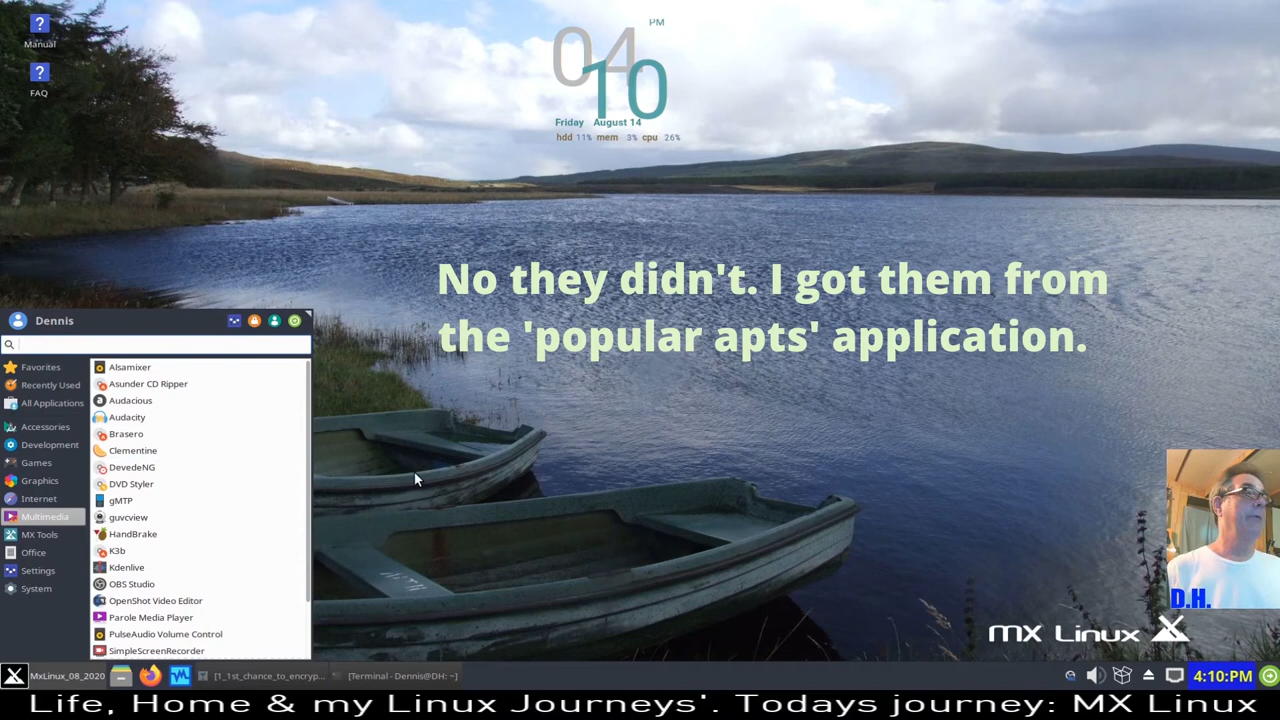 Manual
FAQ
PM
04
10
Friday August 14
hdd 11% mem 3% cpu 26%
No they didn't. I got them from
the 'popular apts' application.
Dennis
Favorites
Recently Used
All Applications
Accessories
Development
Games
Graphics
Internet
Multimedia
MX Tools
Office
Settings
System
Alsamixer
Asunder CD Ripper
Audacious
Audacity
Brasero
Clementine
DevedeNG
DVD Styler
gMTP
guvcview
HandBrake
K3b
Kdenlive
OBS Studio
OpenShot Video Editor
Parole Media Player
PulseAudio Volume Control
SimpleScreenRecorder
D.H.
MX Linux
MxLinux_08_2020
[1_1st_chance_to_encryp...
[Terminal - Dennis@DH: ~]
4:10:PM
Life, Home & my Linux Journeys'. Todays journey: MX Linux